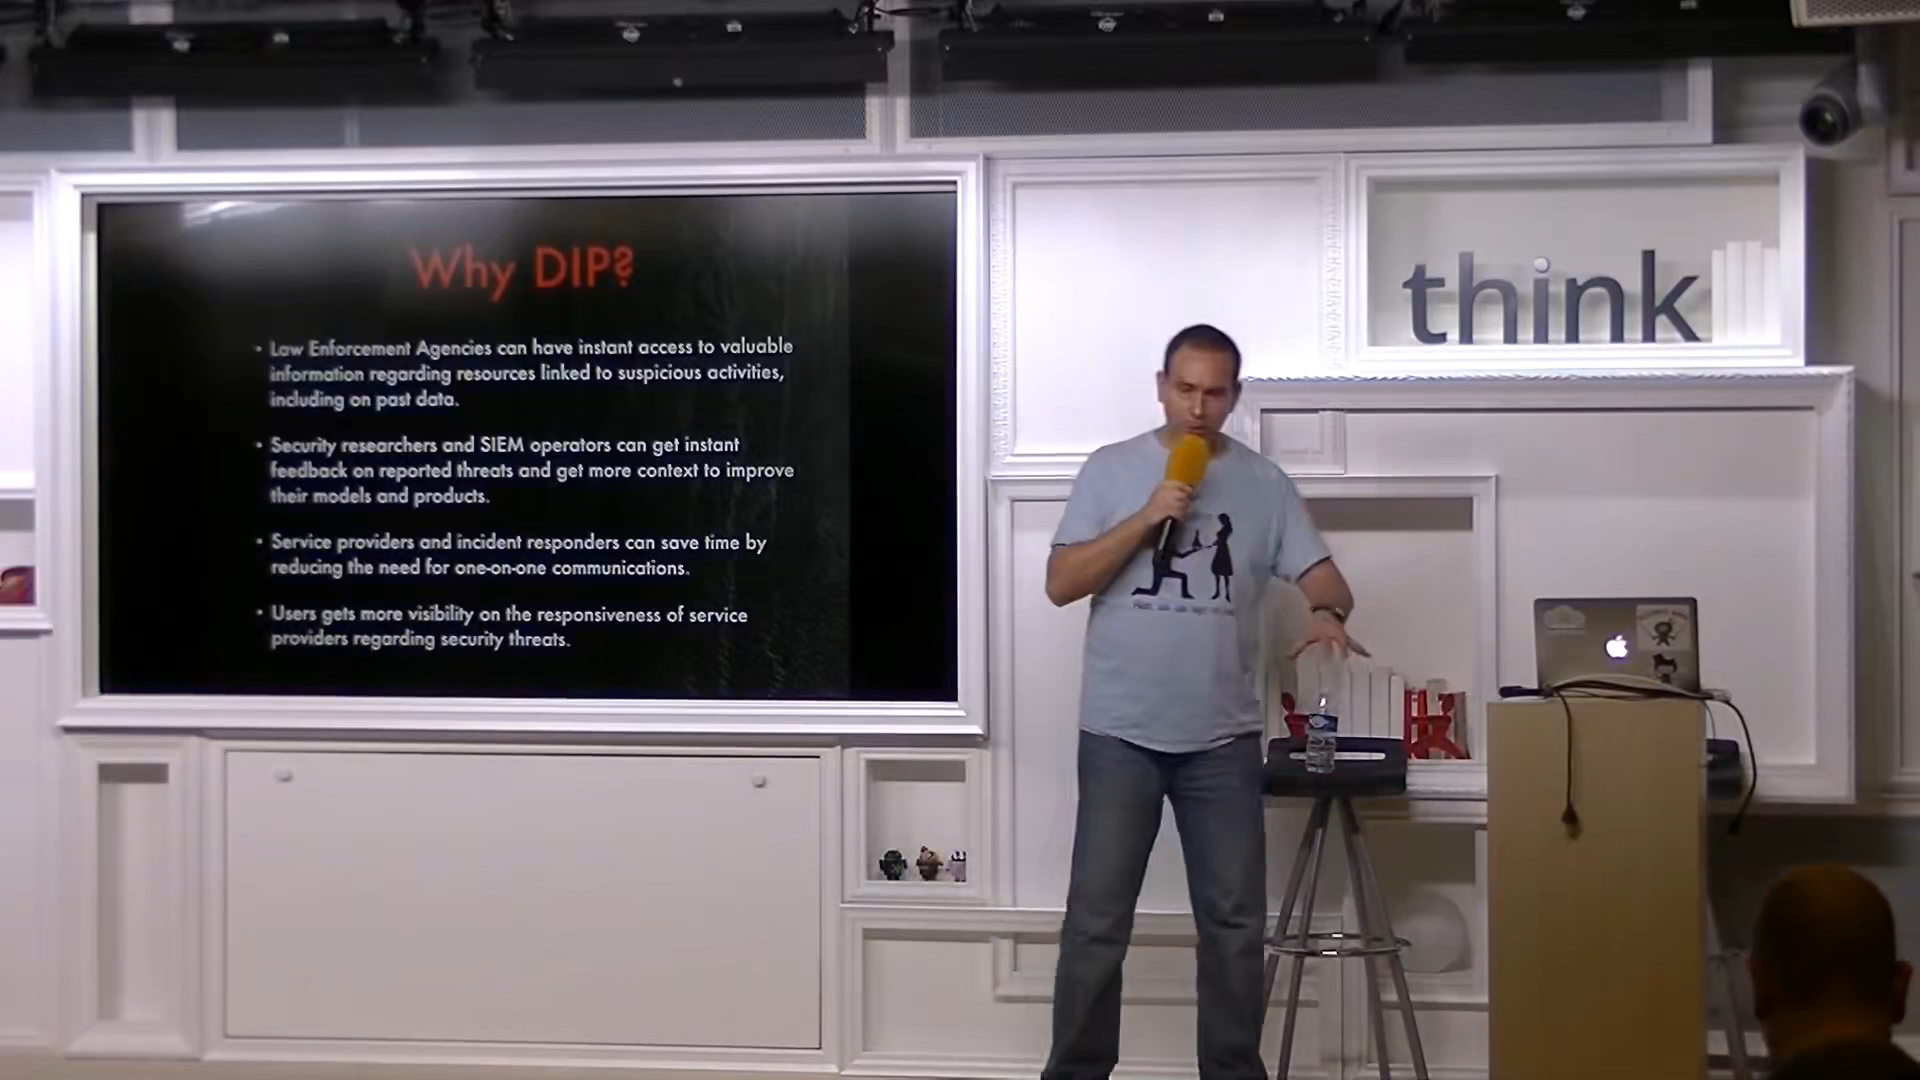 Why DIP?
• Law Enforcement Agencies can have instant access to valuable
information regarding resources linked to suspicious activities,
including on past data.
• Security researchers and SIEM operators can get instant
feedback on reported threats and get more context to improve
their models and products.
• Service providers and incident responders can save time by
reducing the need for one-on-one communications.
• Users gets more visibility on the responsiveness of service
providers regarding security threats.
think